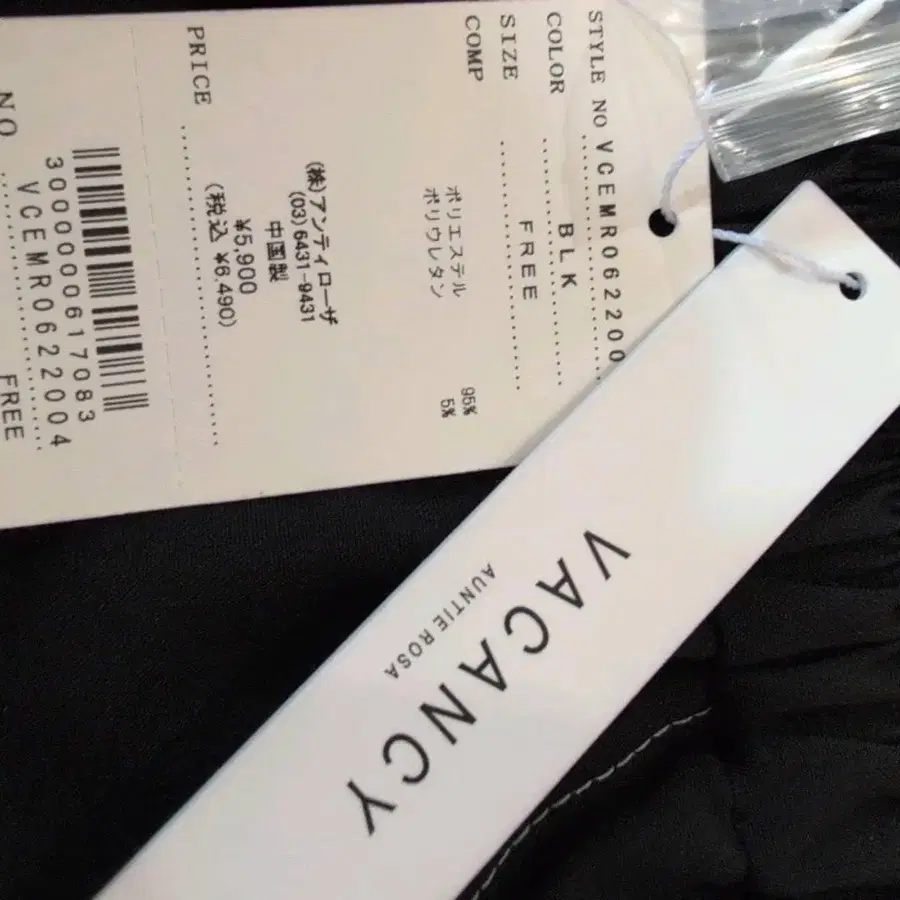 STYLE NO VCEMR062200
COLOR BLK
SIZE FREE
COMP ポリエステル 95%
ポリウレタン 5%
(株)アンティローザ
(03)6431-9431
中国製
PRICE ¥5,900
(税込 ¥6,490)
3000000617083
VCEMR0622004
NO FREE
VACANCY
AUNTIE ROSA